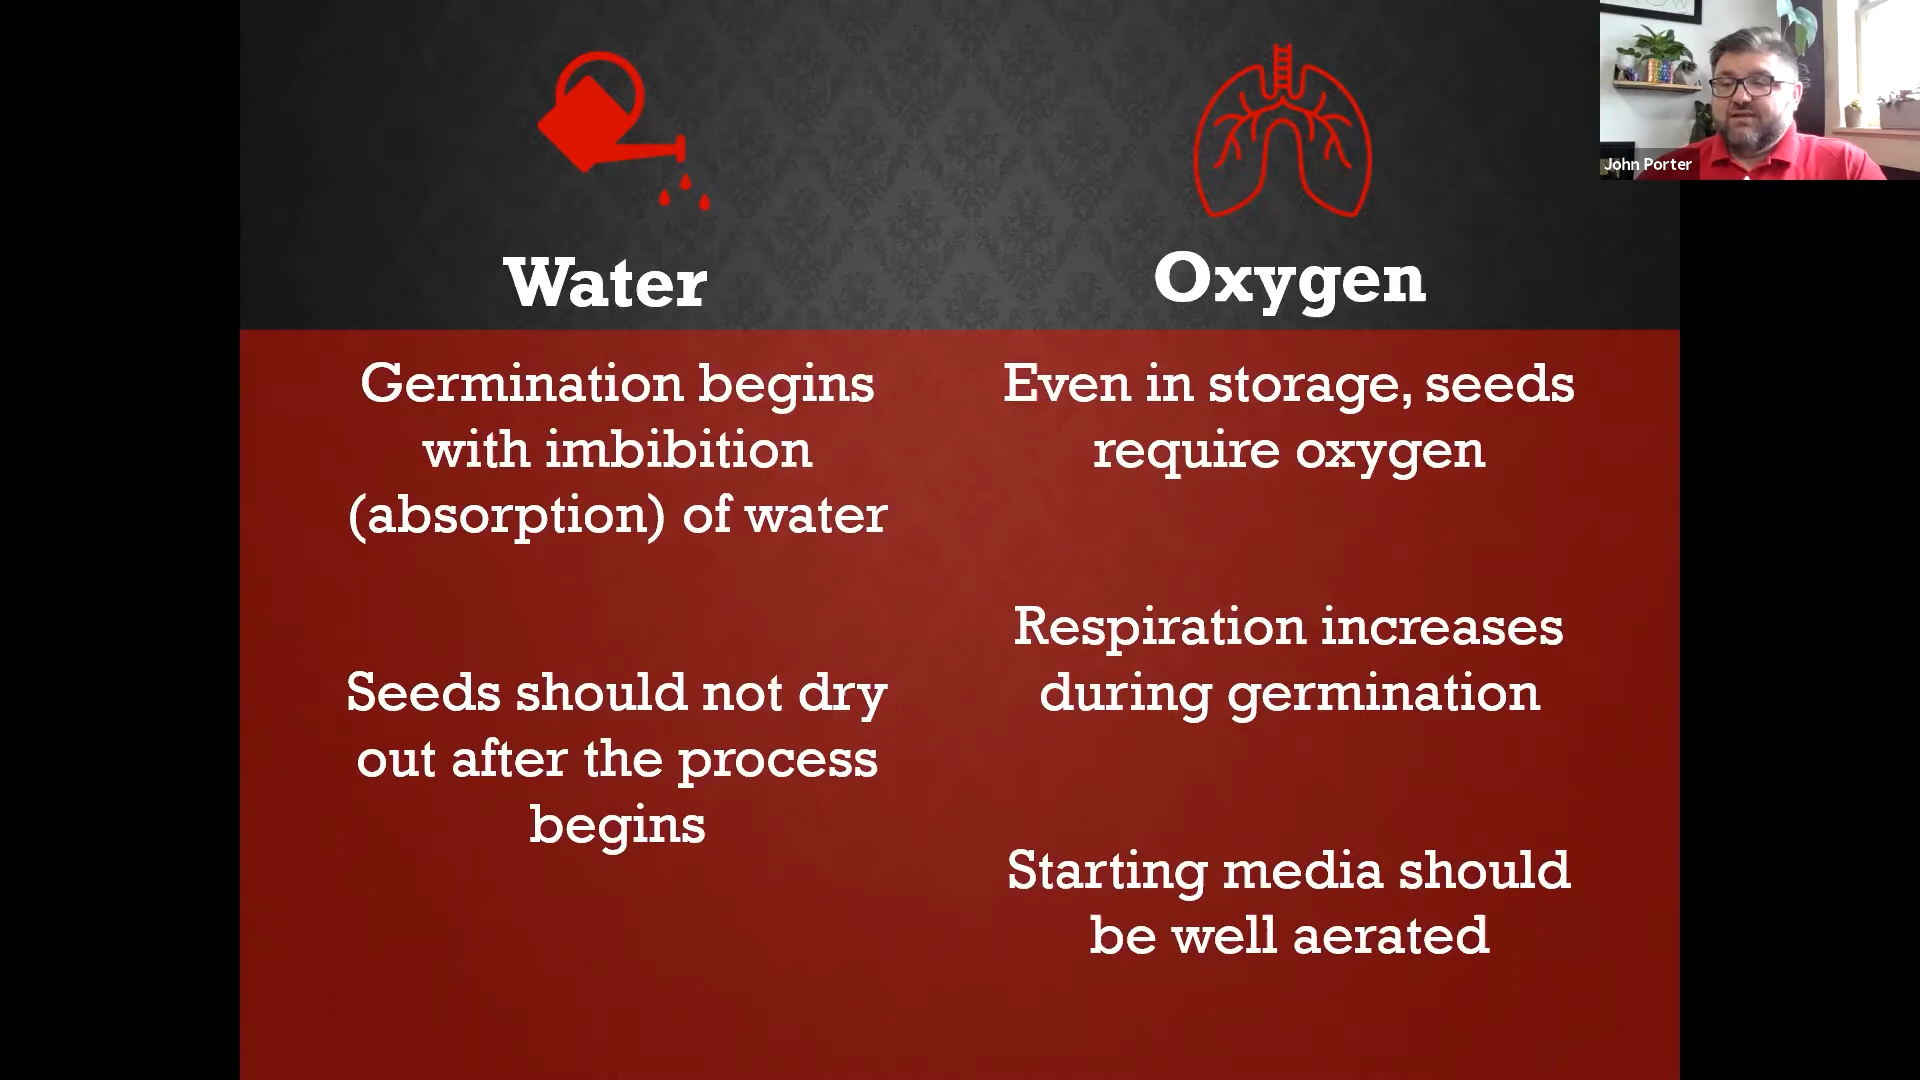 Water
Germination begins
with imbibition
(absorption) of water
Seeds should not dry
out after the process
begins
Oxygen
Even in storage, seeds
require oxygen
Respiration increases
during germination
Starting media should
be well aerated
John Porter